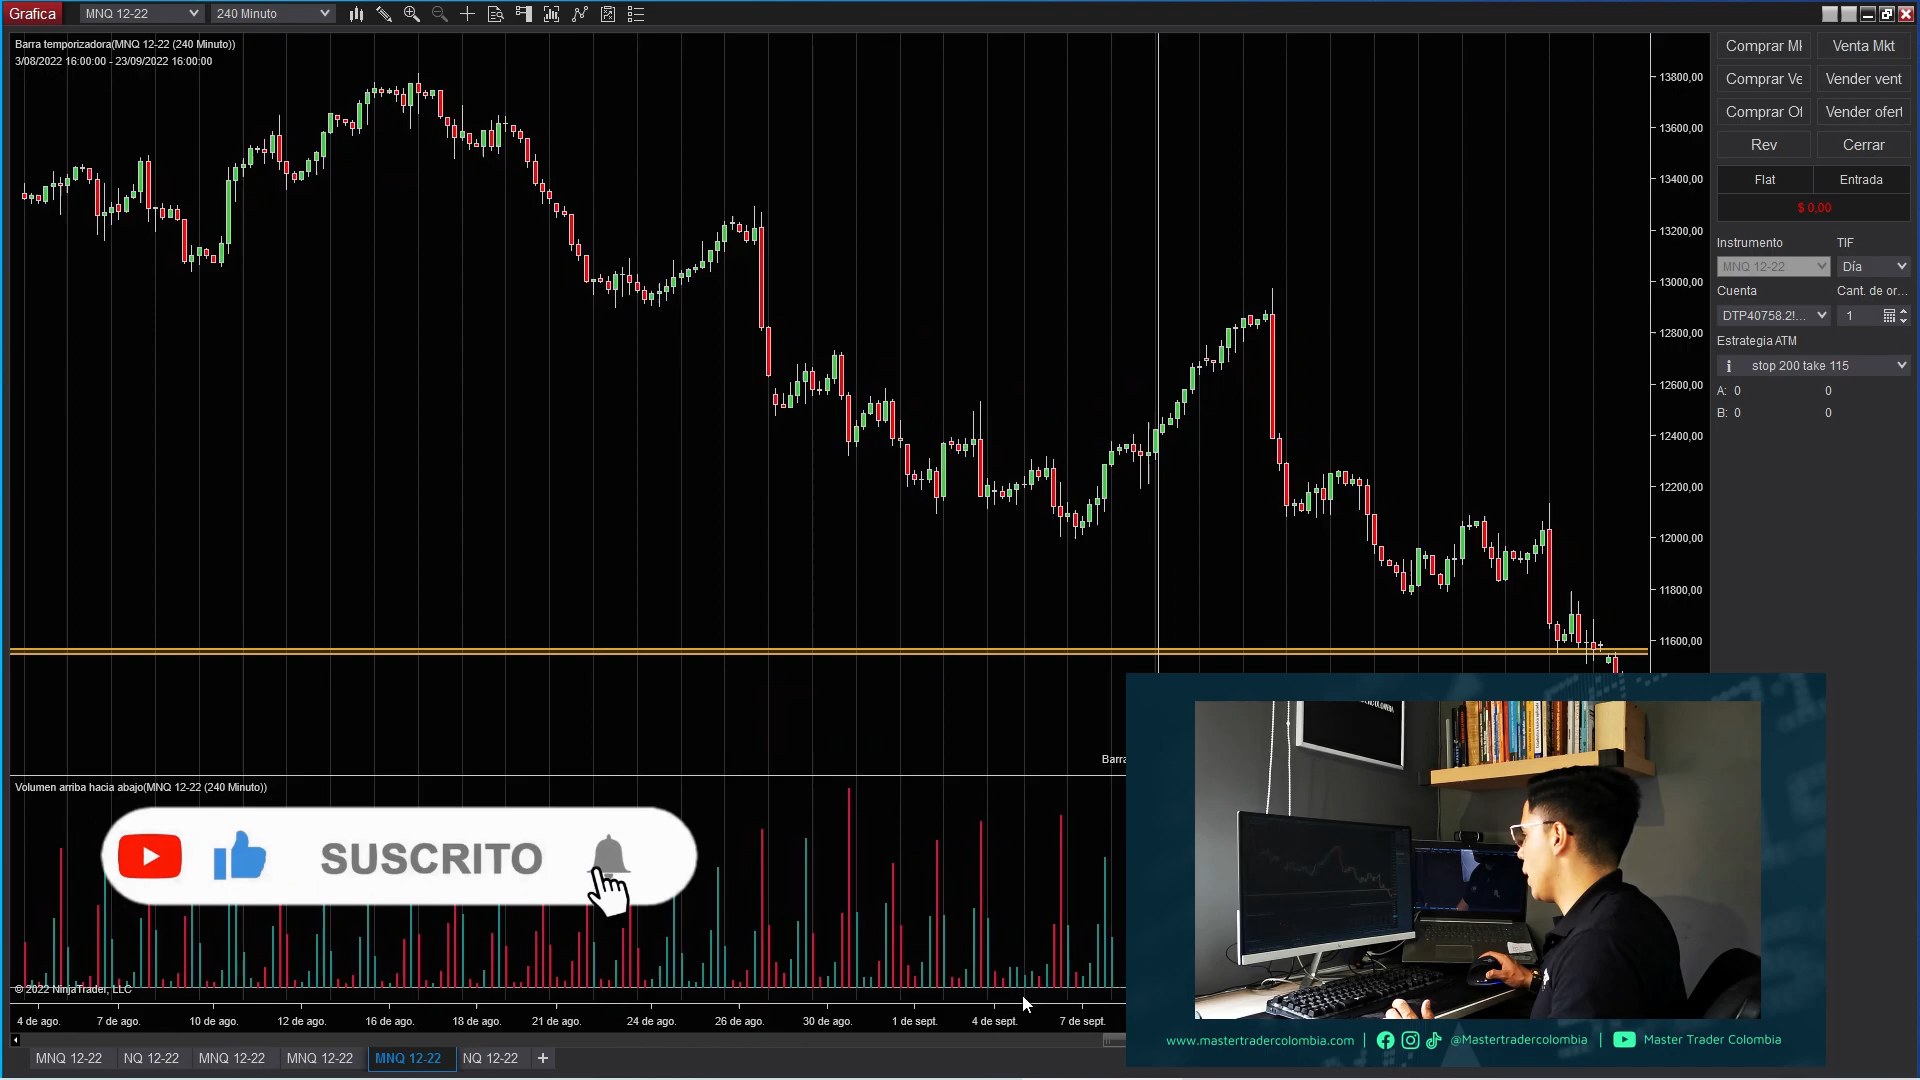 Grafica
MNQ 12-22
240 Minuto
Barra temporizadora(MNQ 12-22 (240 Minuto))
3/08/2022 16:00:00 - 23/09/2022 16:00:00
13800,00
13600,00
13400,00
13200,00
13000,00
12800,00
12600,00
12400,00
12200,00
12000,00
11800,00
11600,00
Comprar Mk
Venta Mkt
Comprar Ve
Vender vent
Comprar Of
Vender ofert
Rev
Cerrar
Flat
Entrada
$ 0,00
Instrumento
TIF
MNQ 12-22
Día
Cuenta
Cant. de or...
DTP40758.2!...
1
Estrategia ATM
stop 200 take 115
A: 0
0
B: 0
0
Barra
Volumen arriba hacia abajo(MNQ 12-22 (240 Minuto))
SUSCRITO
© 2022 NinjaTrader, LLC
4 de ago.
7 de ago.
10 de ago.
12 de ago.
16 de ago.
18 de ago.
21 de ago.
24 de ago.
26 de ago.
30 de ago.
1 de sept.
4 de sept.
7 de sept.
MNQ 12-22
NQ 12-22
MNQ 12-22
MNQ 12-22
MNQ 12-22
NQ 12-22
+
www.mastertradercolombia.com | @Mastertradercolombia | Master Trader Colombia